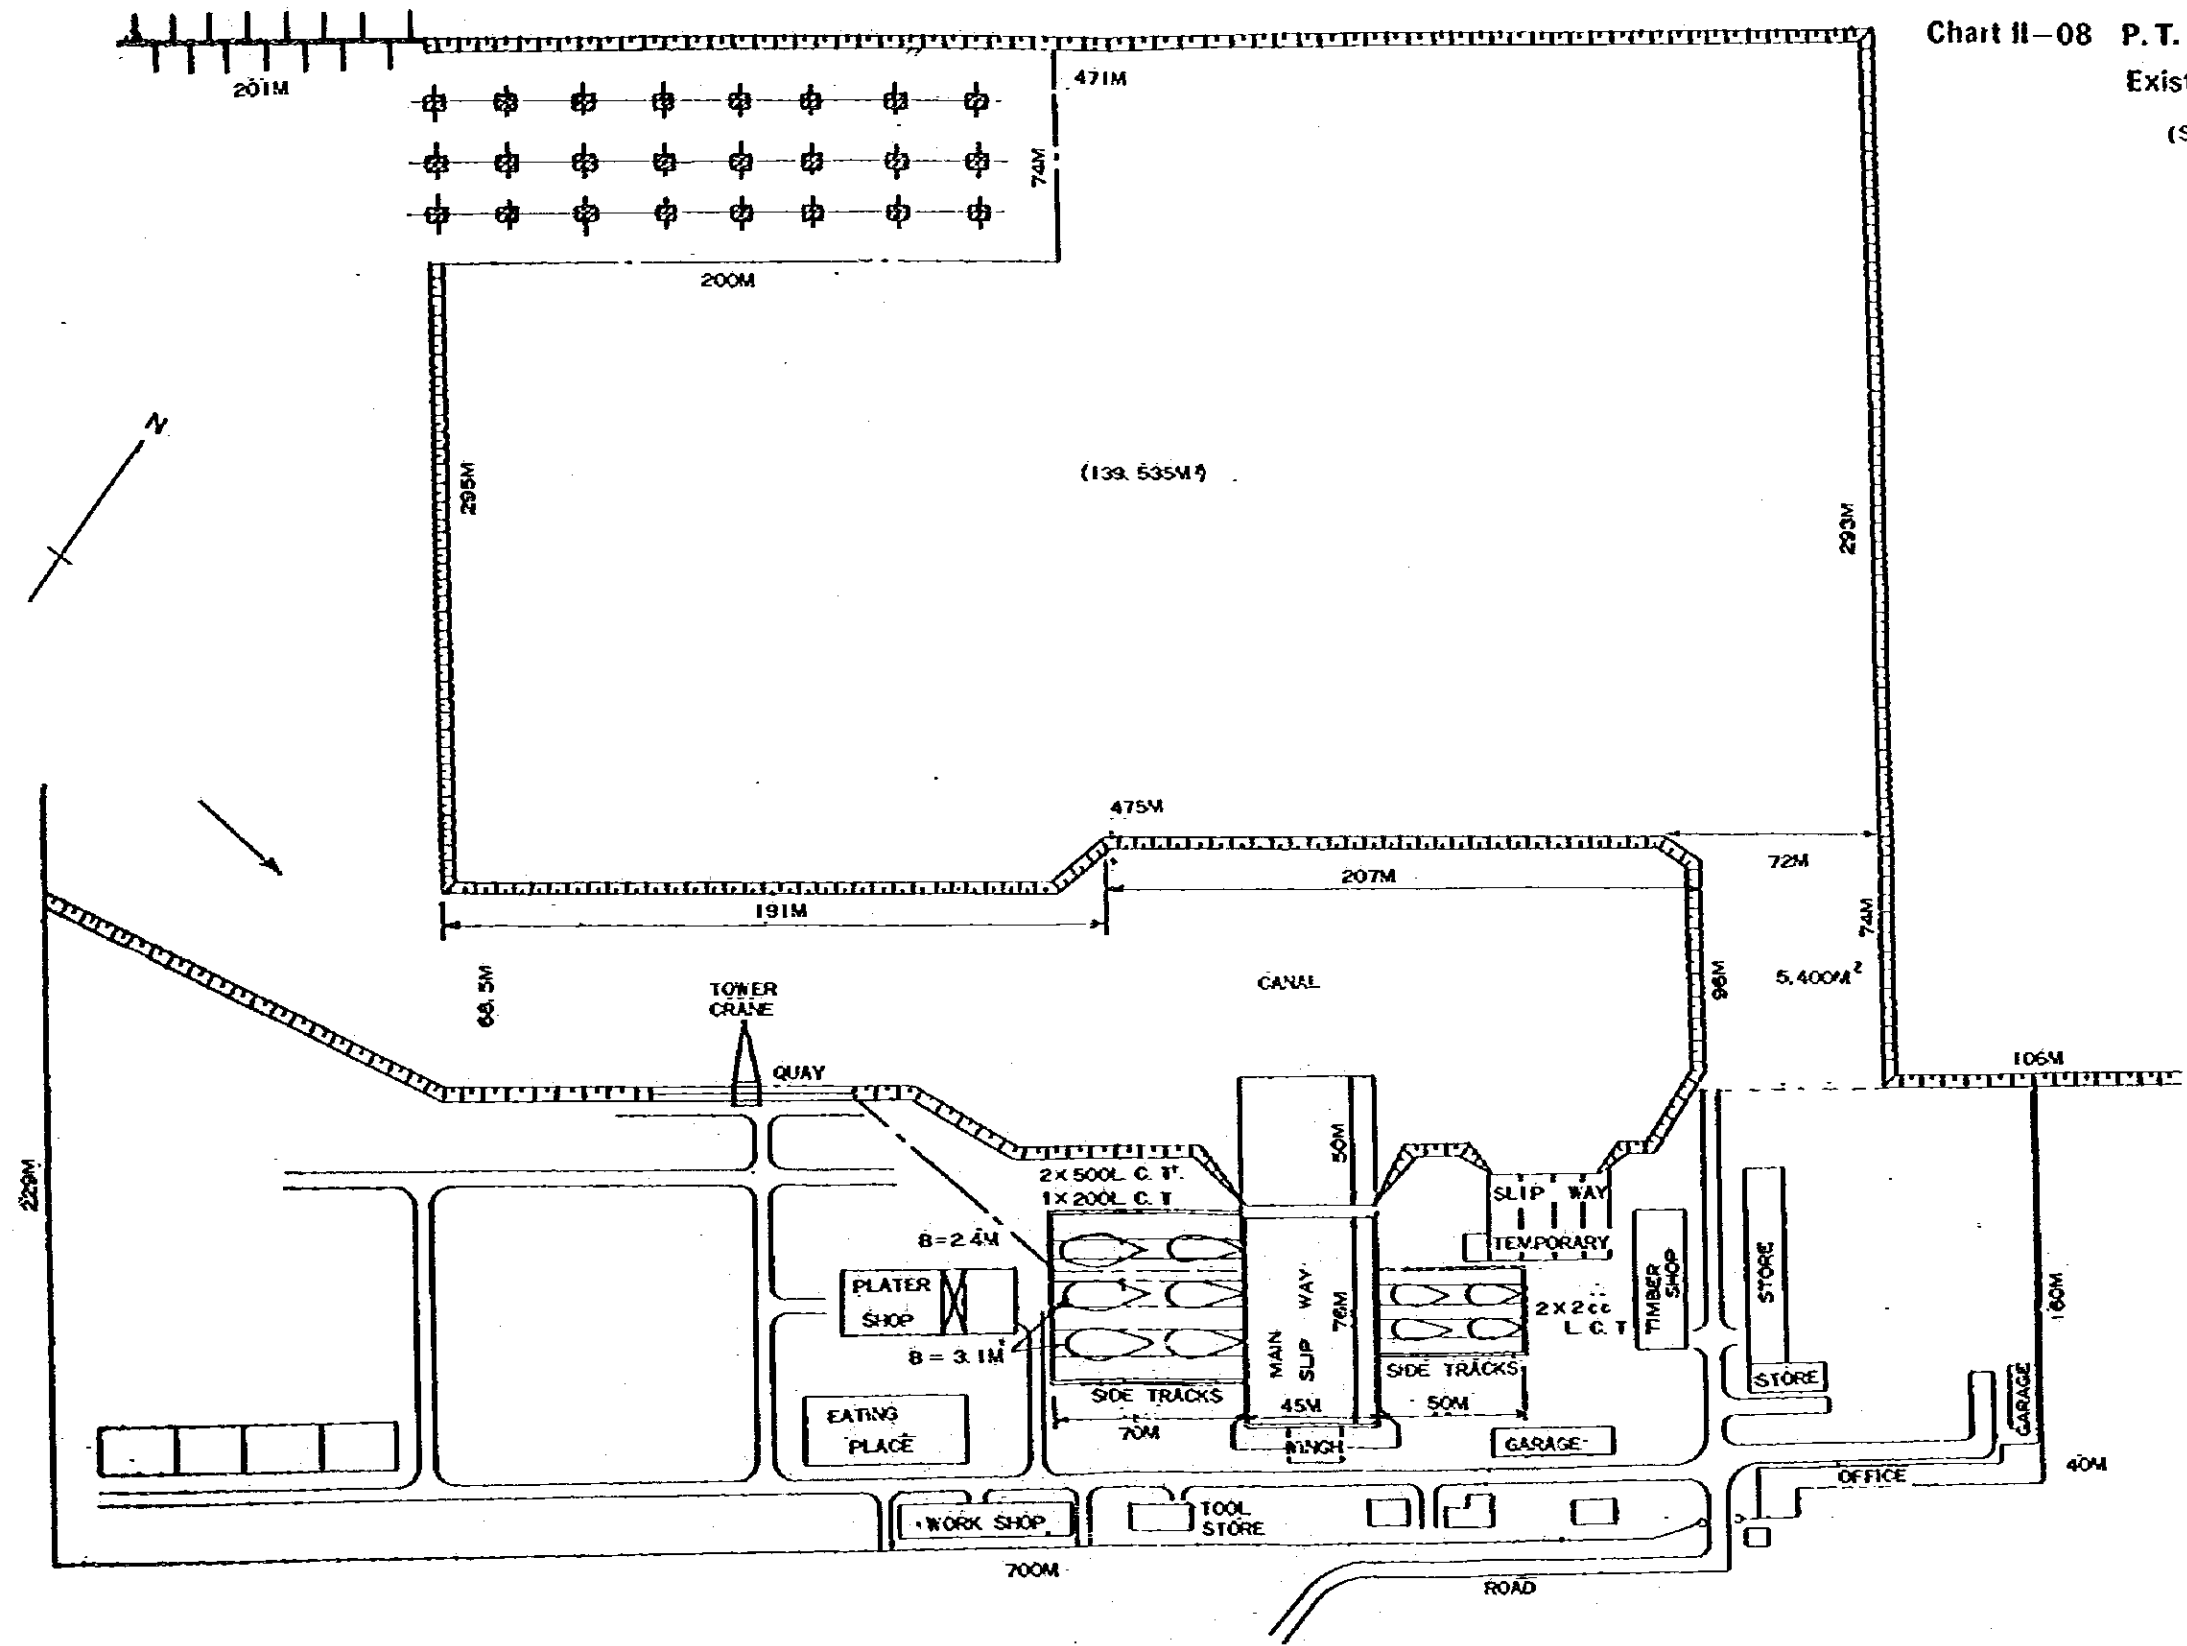 Chart II-08 P.T.
Exist
(S
201M
471M
74M
200M
N
295M
(139.535M²)
293M
475M
72M
207M
191M
74M
68.5M
TOWER
CRANE
CANAL
96M
5,400M²
QUAY
106M
50M
229M
2×500L.C.T.
1×200L.C.T
SLIP WAY
B=2.4M
TEMPORARY
PLATER
SHOP
MAIN
SLIP WAY
76M
2×2
L.C.T
TIMBER
SHOP
STORE
160M
B=3.1M
SIDE TRACKS
SIDE TRACKS
STORE
GARAGE
EATING
PLACE
70M
45M
50M
WINCH
GARAGE
OFFICE
40M
WORK SHOP
TOOL
STORE
700M
ROAD